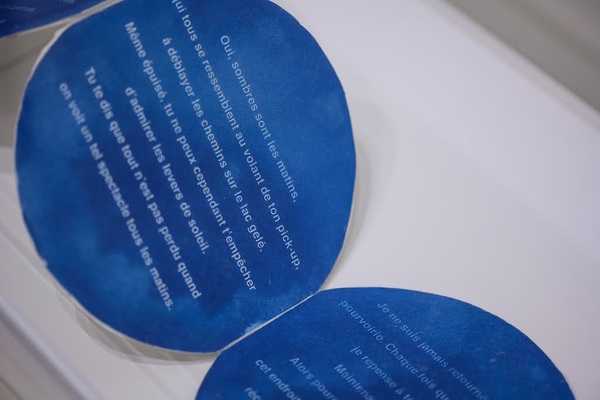 Oui, sombres sont les matins,
qui tous se ressemblent au volant de ton pick-up,
à déblayer les chemins sur le lac gelé.
Même épuisé, tu ne peux cependant t'empêcher
d'admirer les levers de soleil.
Tu te dis que tout n'est pas perdu quand
on voit un tel spectacle tous les matins.
Je ne suis jamais retourné
pourvoirie. Chaque fois qu
je repense à
Alors pour
cet endroi